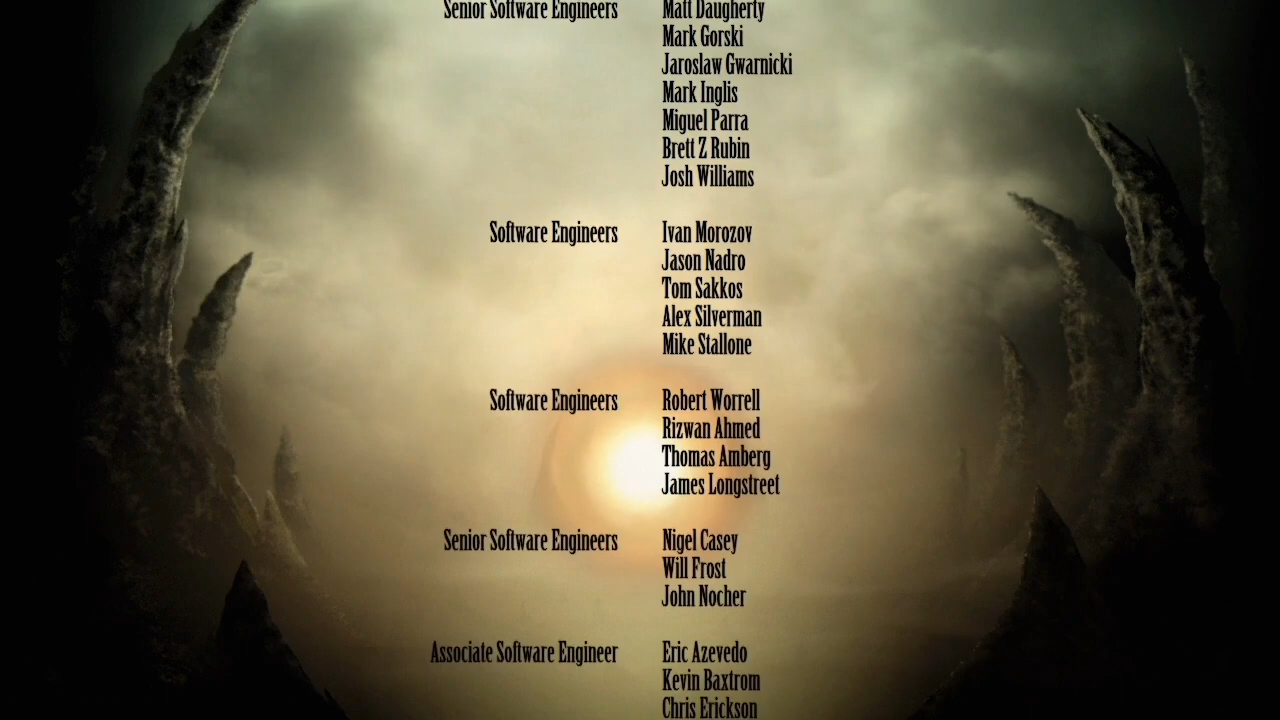 Senior Software Engineers Matt Daugherty
Mark Gorski
Jaroslaw Gwarnicki
Mark Inglis
Miguel Parra
Brett Z Rubin
Josh Williams
Software Engineers Ivan Morozov
Jason Nadro
Tom Sakkos
Alex Silverman
Mike Stallone
Software Engineers Robert Worrell
Rizwan Ahmed
Thomas Amberg
James Longstreet
Senior Software Engineers Nigel Casey
Will Frost
John Nocher
Associate Software Engineer Eric Azevedo
Kevin Baxtrom
Chris Erickson